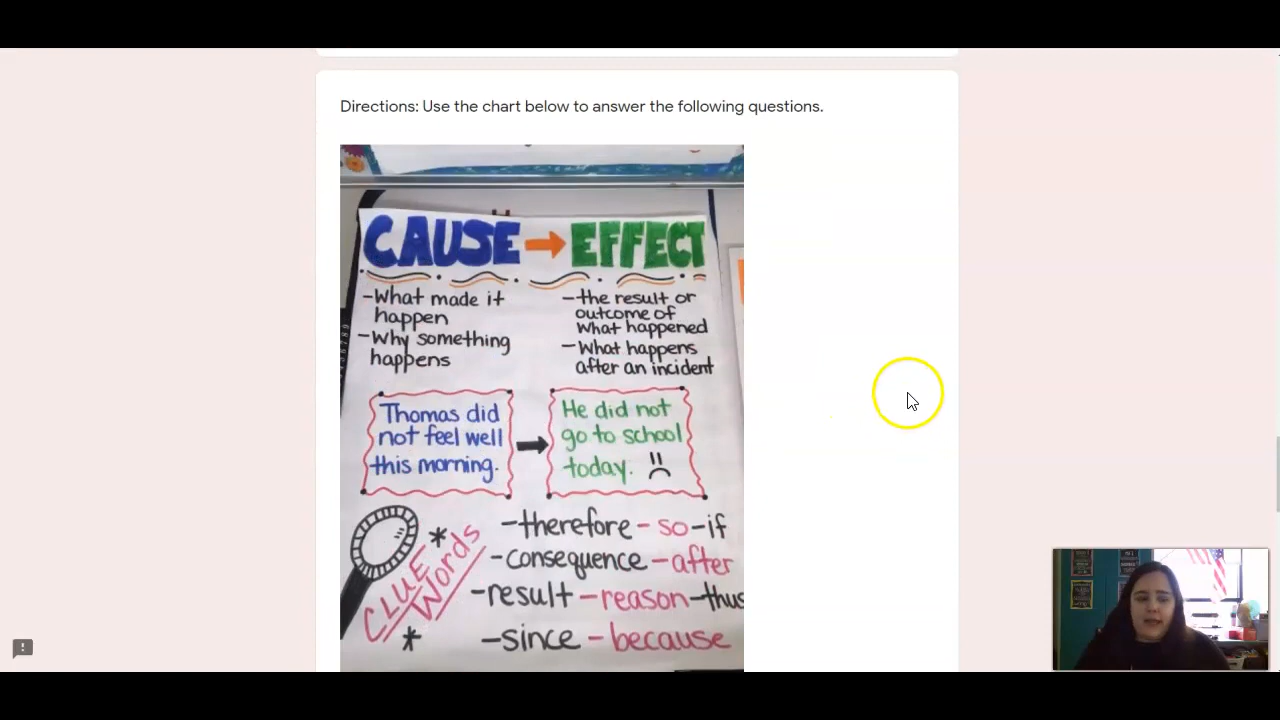 Directions: Use the chart below to answer the following questions.
CAUSE → EFFECT
-What made it
happen
-Why something
happens
-the result or
outcome of
what happened
-What happens
after an incident
Thomas did
not feel well
this morning.
He did not
go to school
today.
*CLUE
Words*
-therefore -so -if
-consequence -after
-result -reason -thus
-since -because